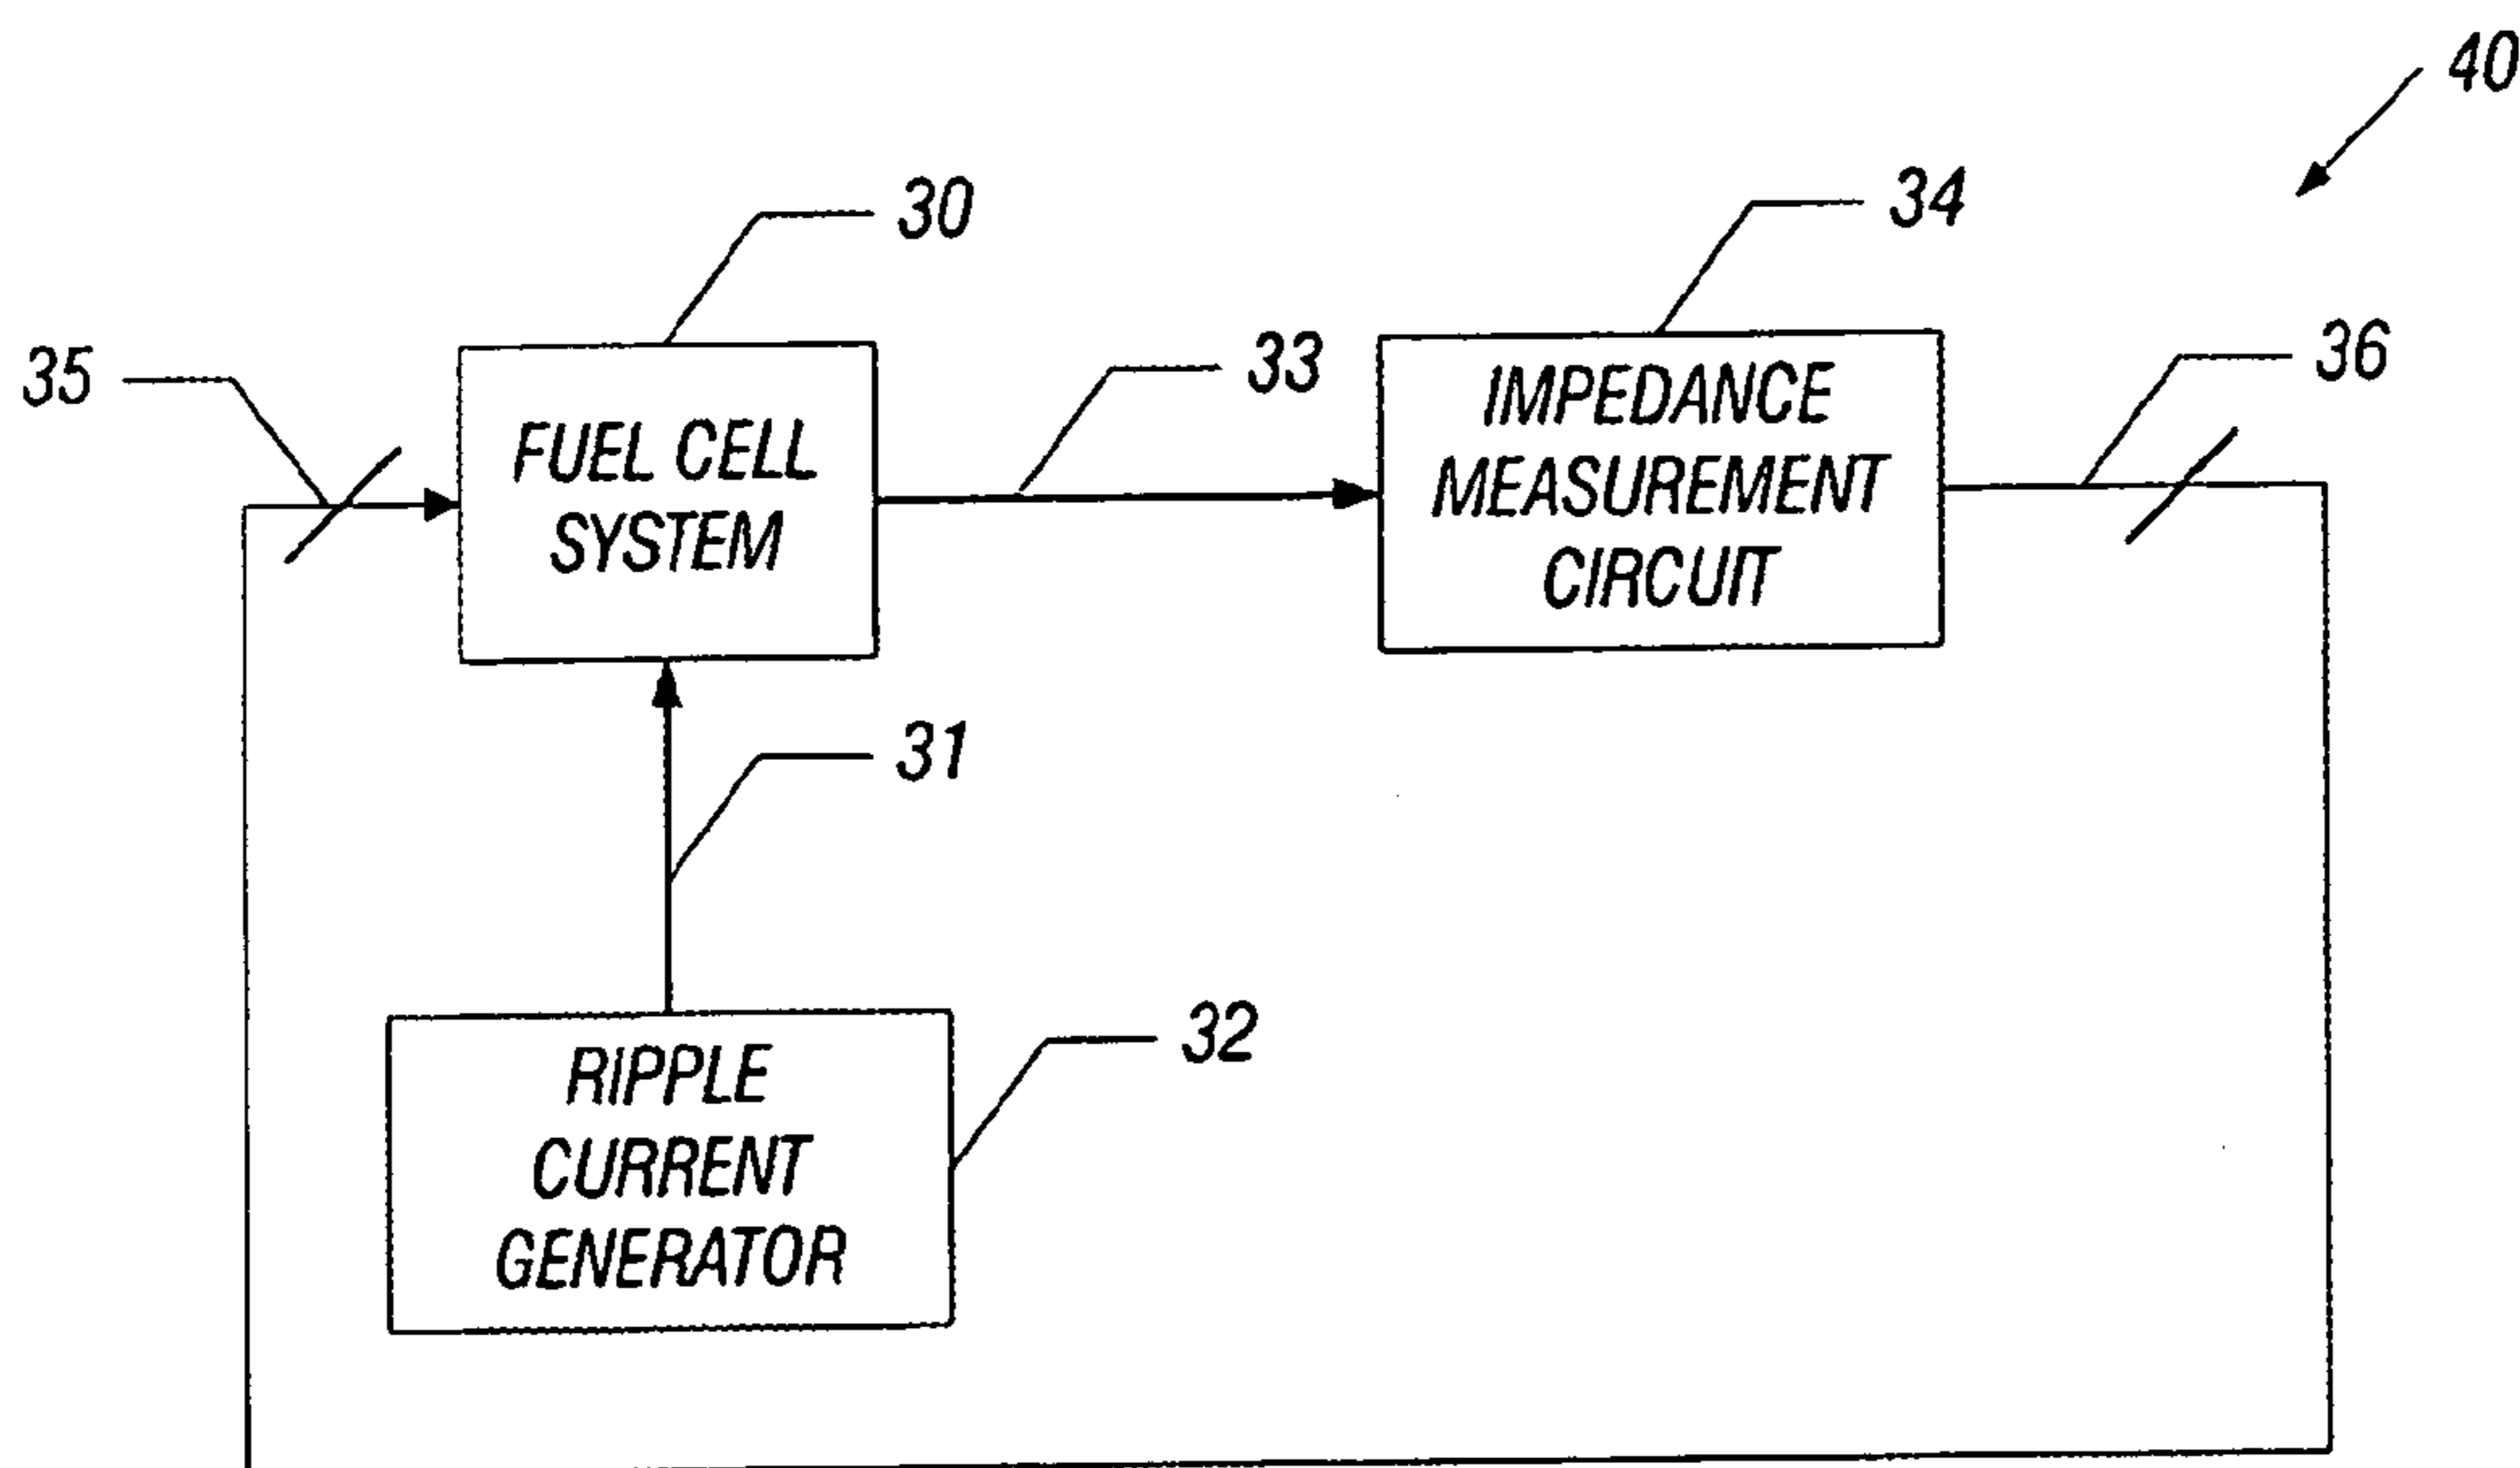 40
30
34
35
33
36
FUEL CELL
SYSTEM
IMPEDANCE
MEASUREMENT
CIRCUIT
31
32
RIPPLE
CURRENT
GENERATOR